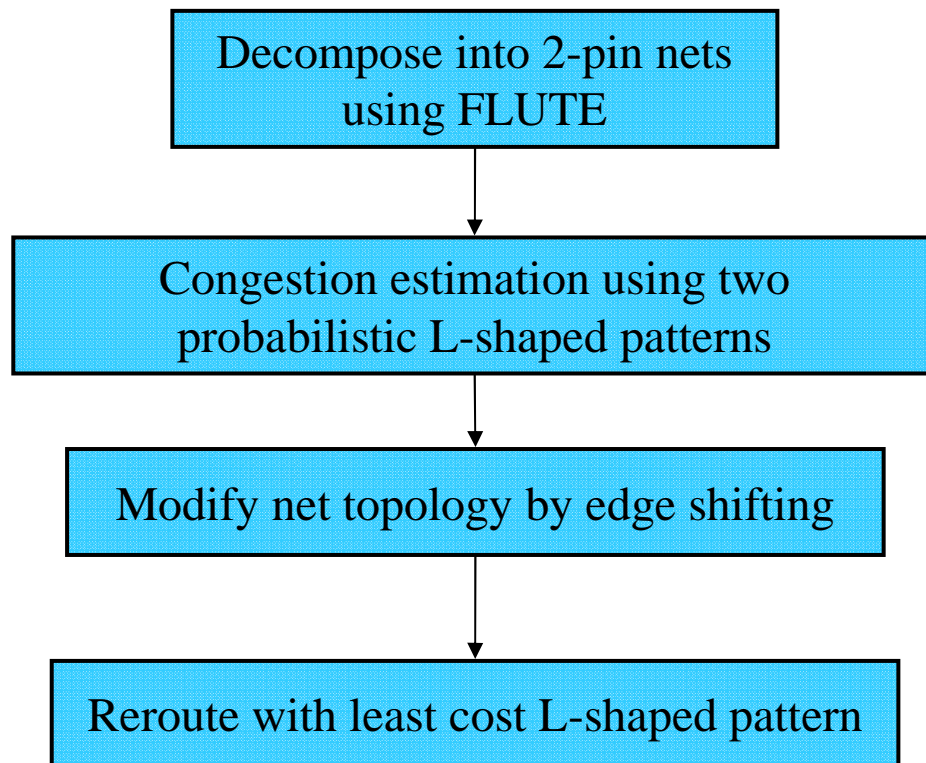 Decompose into 2-pin nets
using FLUTE
Congestion estimation using two
probabilistic L-shaped patterns
Modify net topology by edge shifting
Reroute with least cost L-shaped pattern